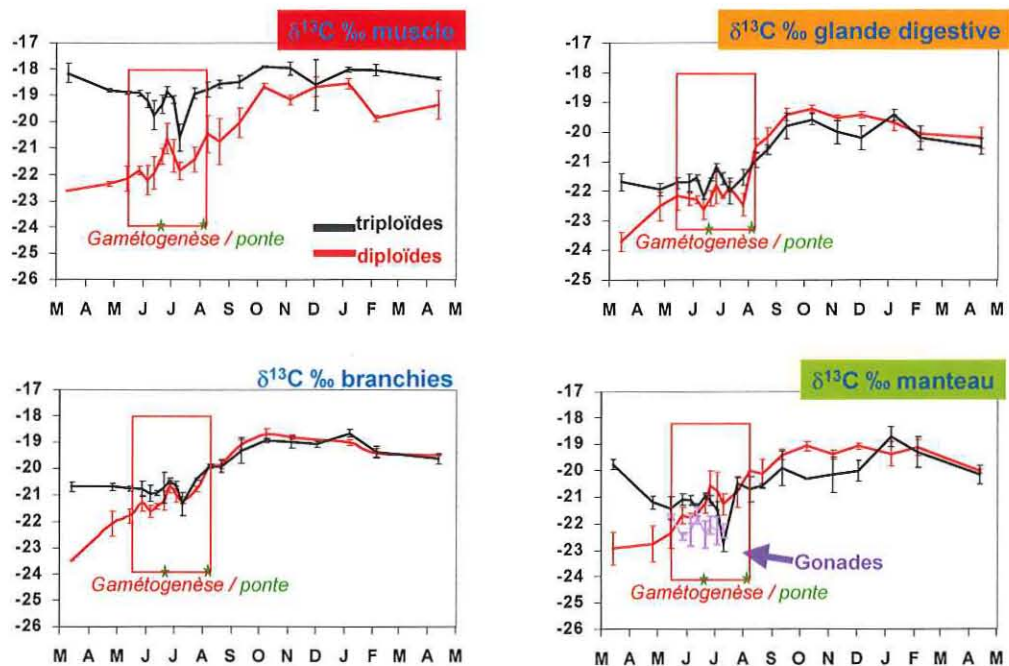 δ¹³C ‰ muscle
-17
-18
-19
-20
-21
-22
-23
-24
-25
-26
triploïdes
diploïdes
Gamétogenèse / ponte
M A M J J A S O N D J F M A M
δ¹³C ‰ glande digestive
-17
-18
-19
-20
-21
-22
-23
-24
-25
Gamétogenèse / ponte
M A M J J A S O N D J F M A M
δ¹³C ‰ branchies
-17
-18
-19
-20
-21
-22
-23
-24
-25
-26
Gamétogenèse / ponte
M A M J J A S O N D J F M A M
δ¹³C ‰ manteau
-17
-18
-19
-20
-21
-22
-23
-24
-25
-26
Gonades
Gamétogenèse / ponte
M A M J J A S O N D J F M A M